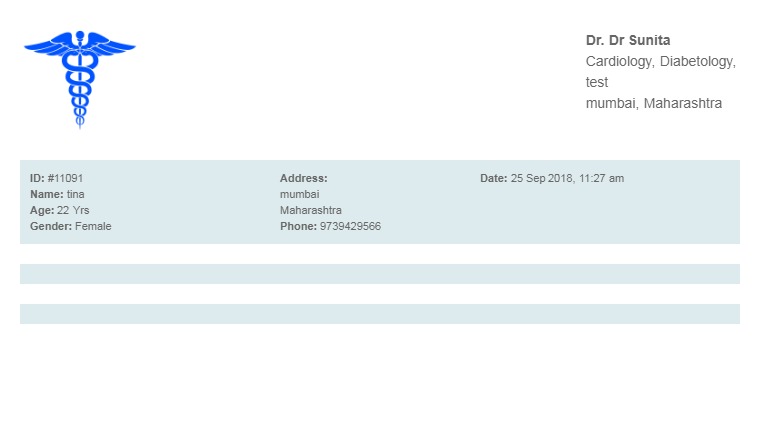 Dr. Dr Sunita
Cardiology, Diabetology,
test
mumbai, Maharashtra
ID: #11091
Name: tina
Age: 22 Yrs
Gender: Female
Address:
mumbai
Maharashtra
Phone: 9739429566
Date: 25 Sep 2018, 11:27 am